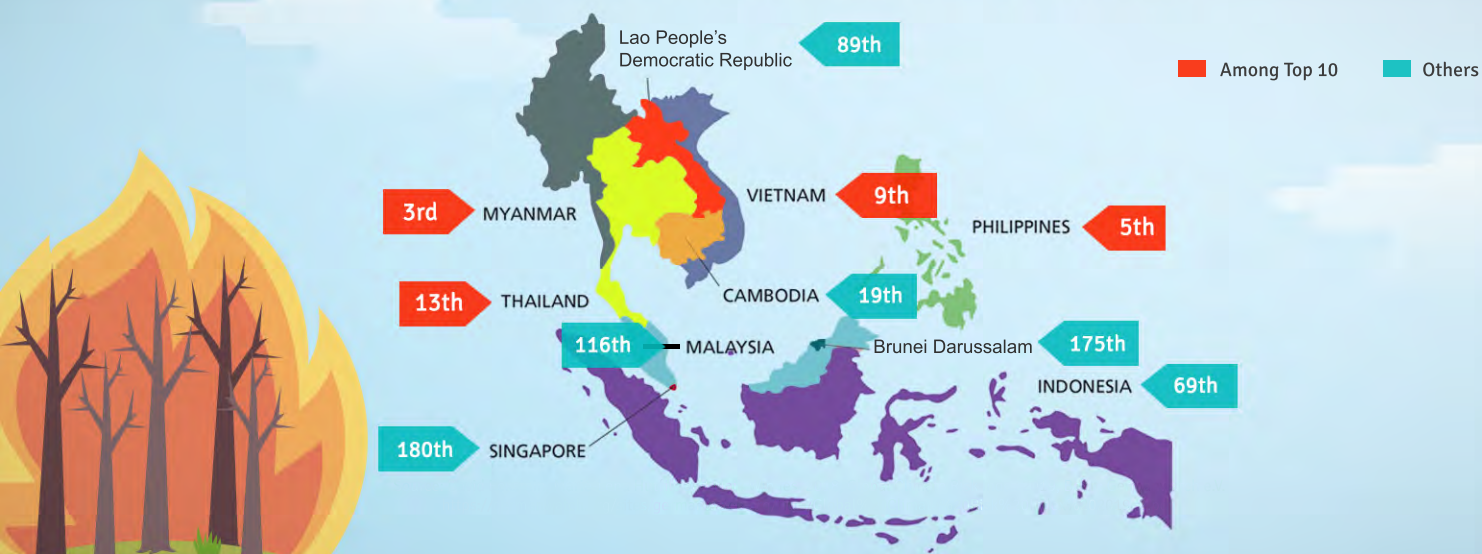 Lao People's
Democratic Republic
89th
Among Top 10
Others
3rd
MYANMAR
VIETNAM
9th
PHILIPPINES
5th
13th
THAILAND
CAMBODIA
19th
116th
MALAYSIA
Brunei Darussalam
175th
INDONESIA
69th
180th
SINGAPORE